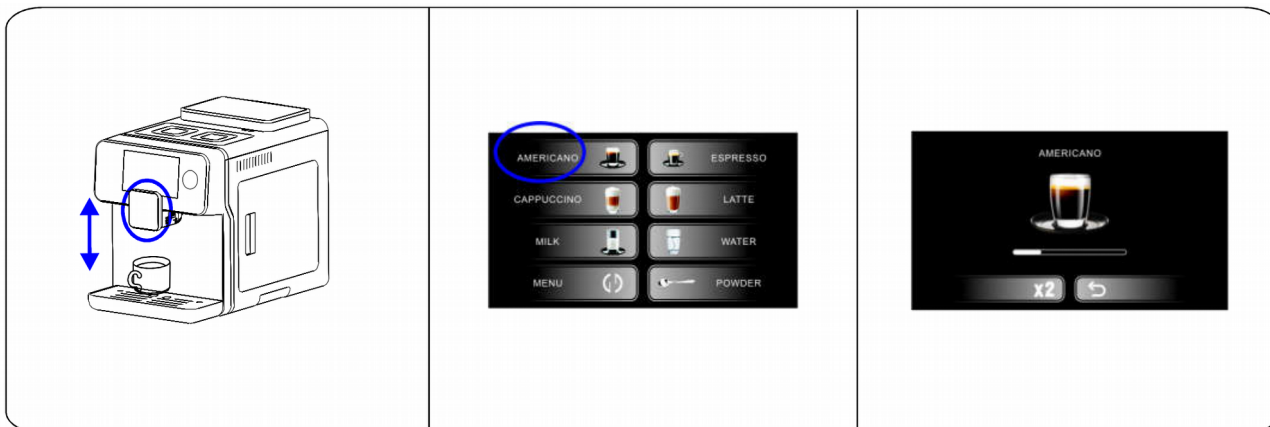 AMERICANO
ESPRESSO
CAPPUCCINO
LATTE
MILK
WATER
MENU
POWDER
AMERICANO
X2